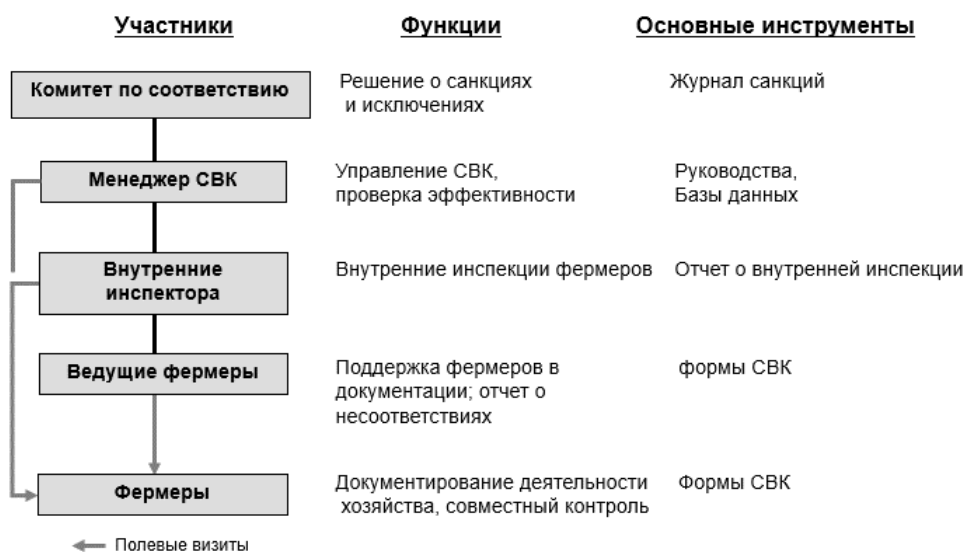 Участники Функции Основные инструменты
Комитет по соответствию
Решение о санкциях
и исключениях
Журнал санкций
Менеджер СВК
Управление СВК,
проверка эффективности
Руководства,
Базы данных
Внутренние
инспектора
Внутренние инспекции фермеров
Отчет о внутренней инспекции
Ведущие фермеры
Поддержка фермеров в
документации; отчет о
несоответствиях
формы СВК
Фермеры
Документирование деятельности
хозяйства, совместный контроль
Формы СВК
Полевые визиты